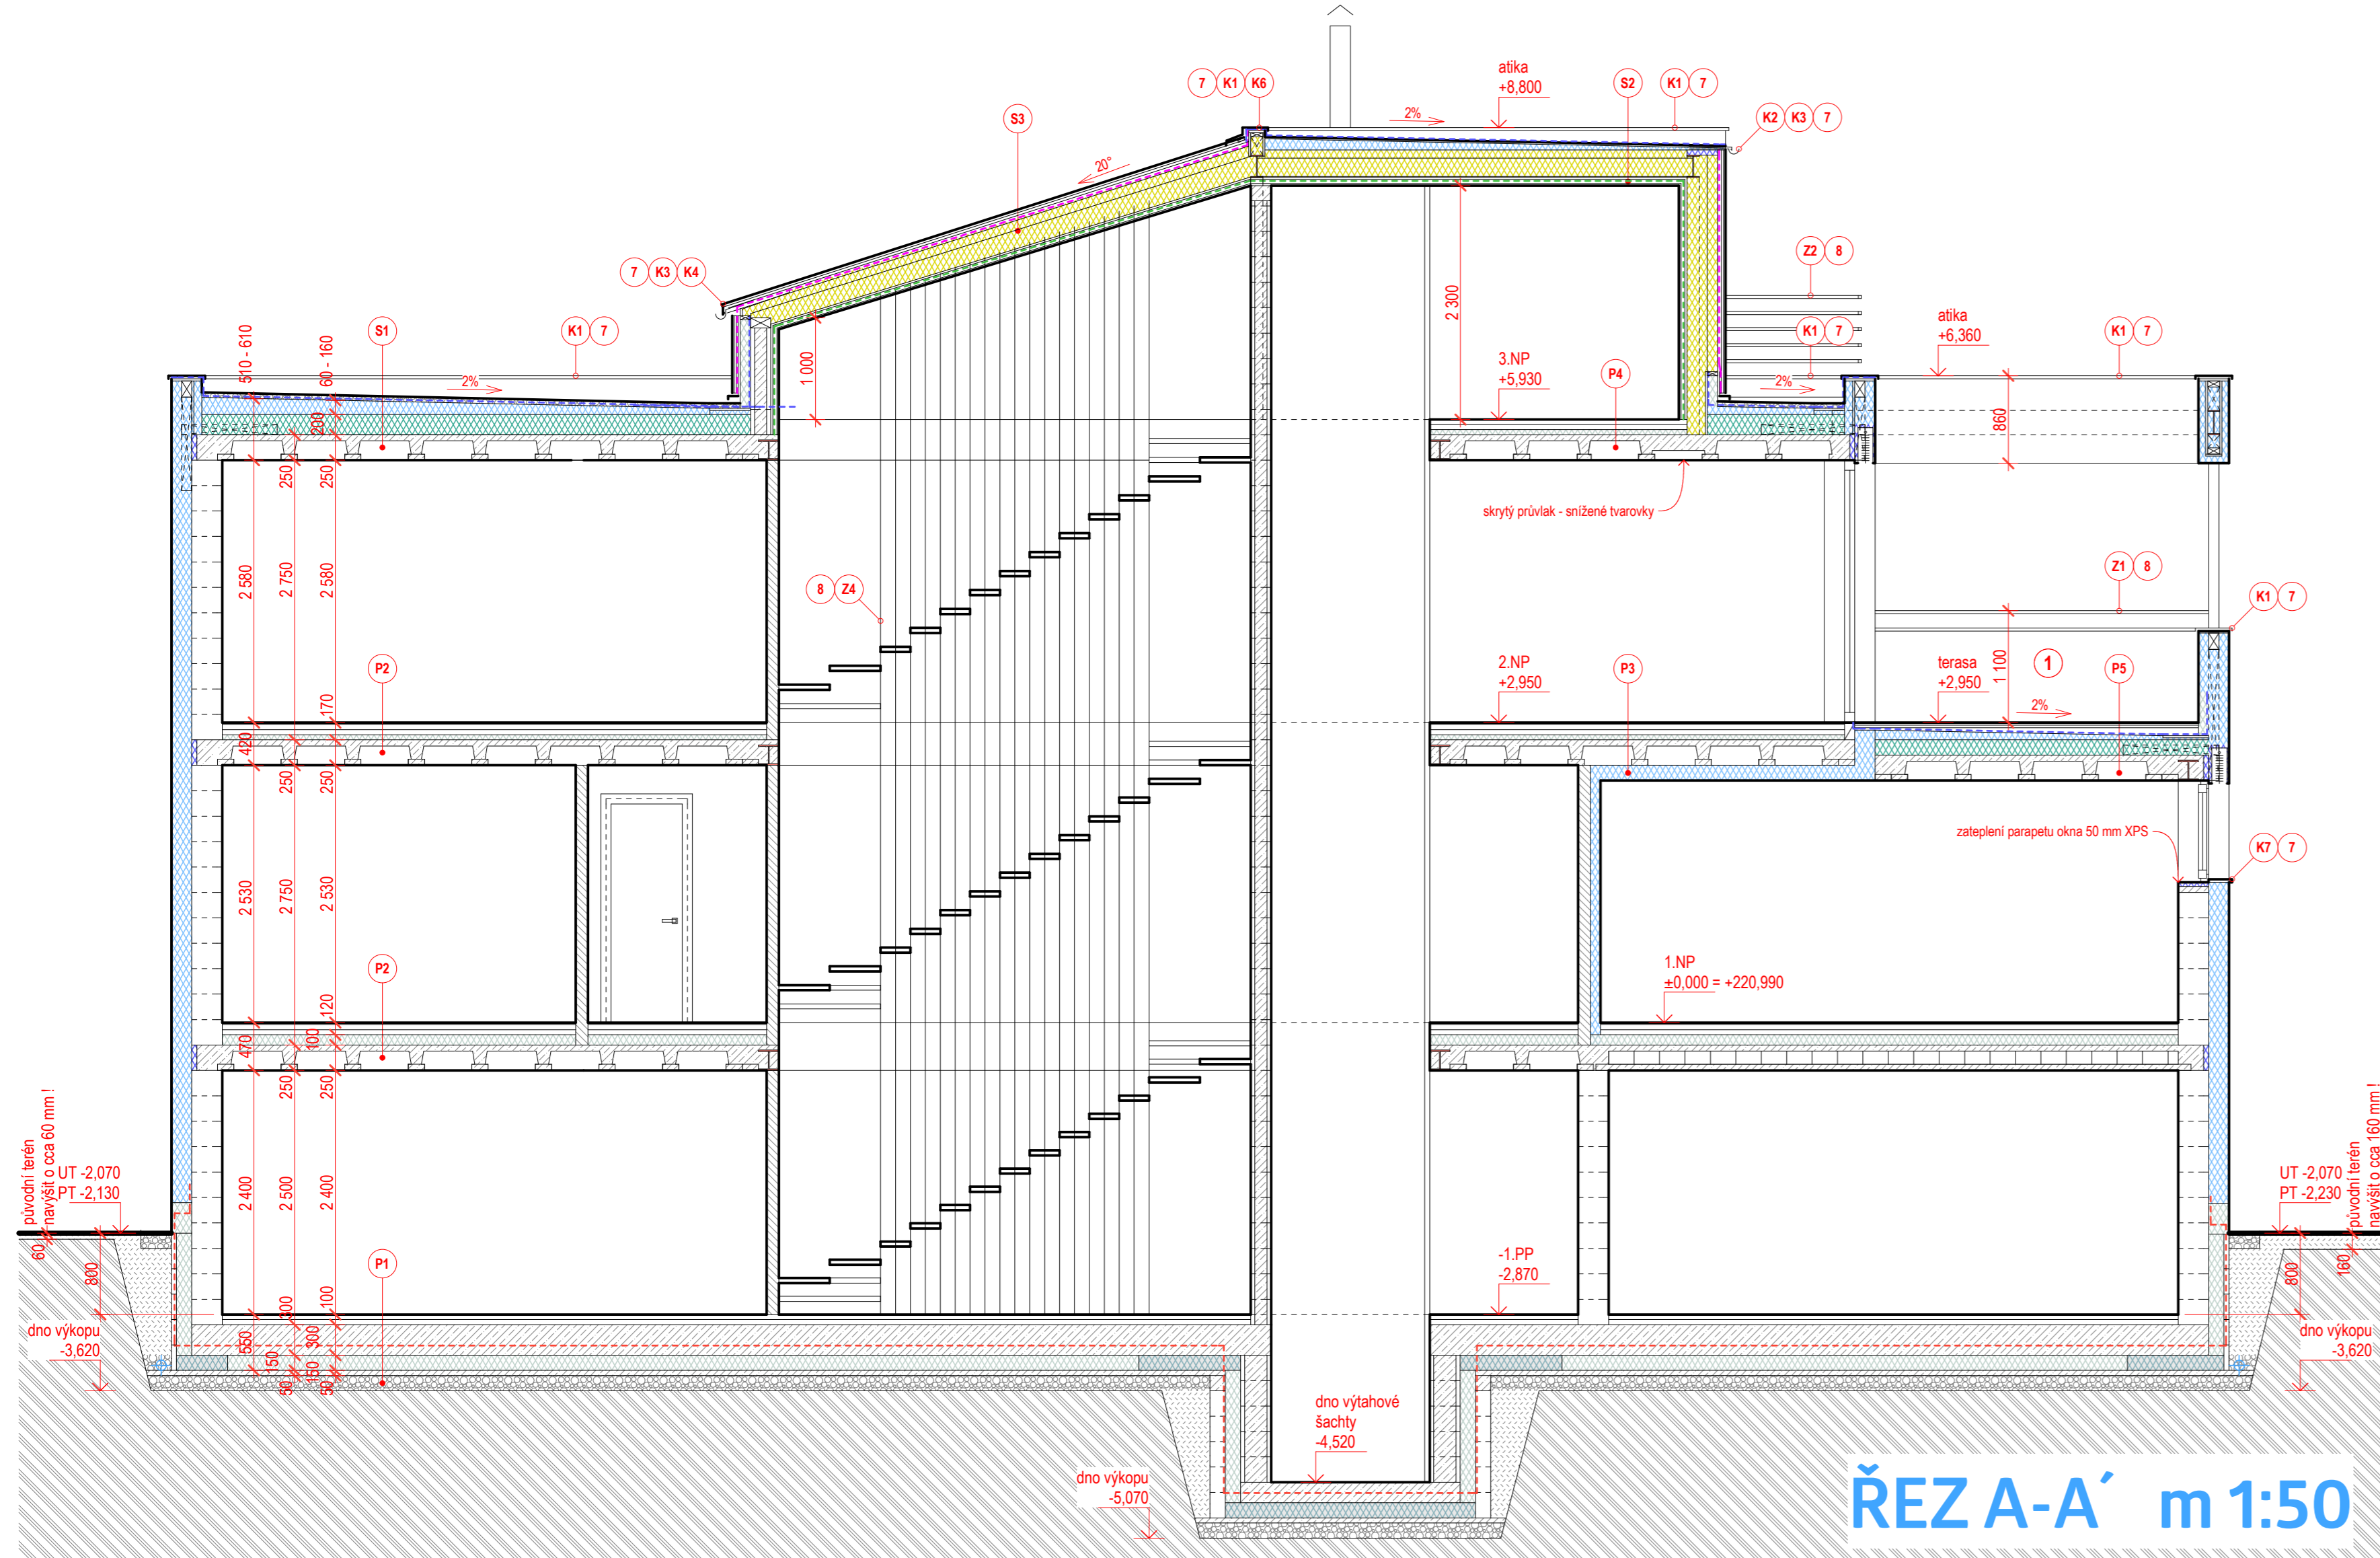 atika
+8,800
7 K1 K6
S2
K1 7
2%
K2 K3 7
S3
20°
2 300
Z2 8
7 K3 K4
510 - 610
S1
K1 7
60 - 160
1 000
3.NP
+5,930
P4
K1 7
atika
+6,360
K1 7
2%
2%
200
860
250
250
skrytý průvlak - snížené tvarovky
2 580
2 750
2 580
8 Z4
Z1 8
K1 7
P2
2.NP
+2,950
P3
terasa
+2,950
1 100
1
P5
170
2%
420
250
250
zateplení parapetu okna 50 mm XPS
K7 7
2 530
2 750
2 530
P2
1.NP
±0,000 = +220,990
120
470
100
250
250
původní terén
navýšit o cca 60 mm !
UT -2,070
PT -2,130
2 400
2 500
2 400
UT -2,070
PT -2,230
původní terén
navýšit o cca 160 mm !
60
800
P1
-1.PP
-2,870
800
160
300
100
dno výkopu
-3,620
550
300
150
150
50
50
dno výkopu
-3,620
dno výtahové
šachty
-4,520
dno výkopu
-5,070
ŘEZ A-A´ m 1:50